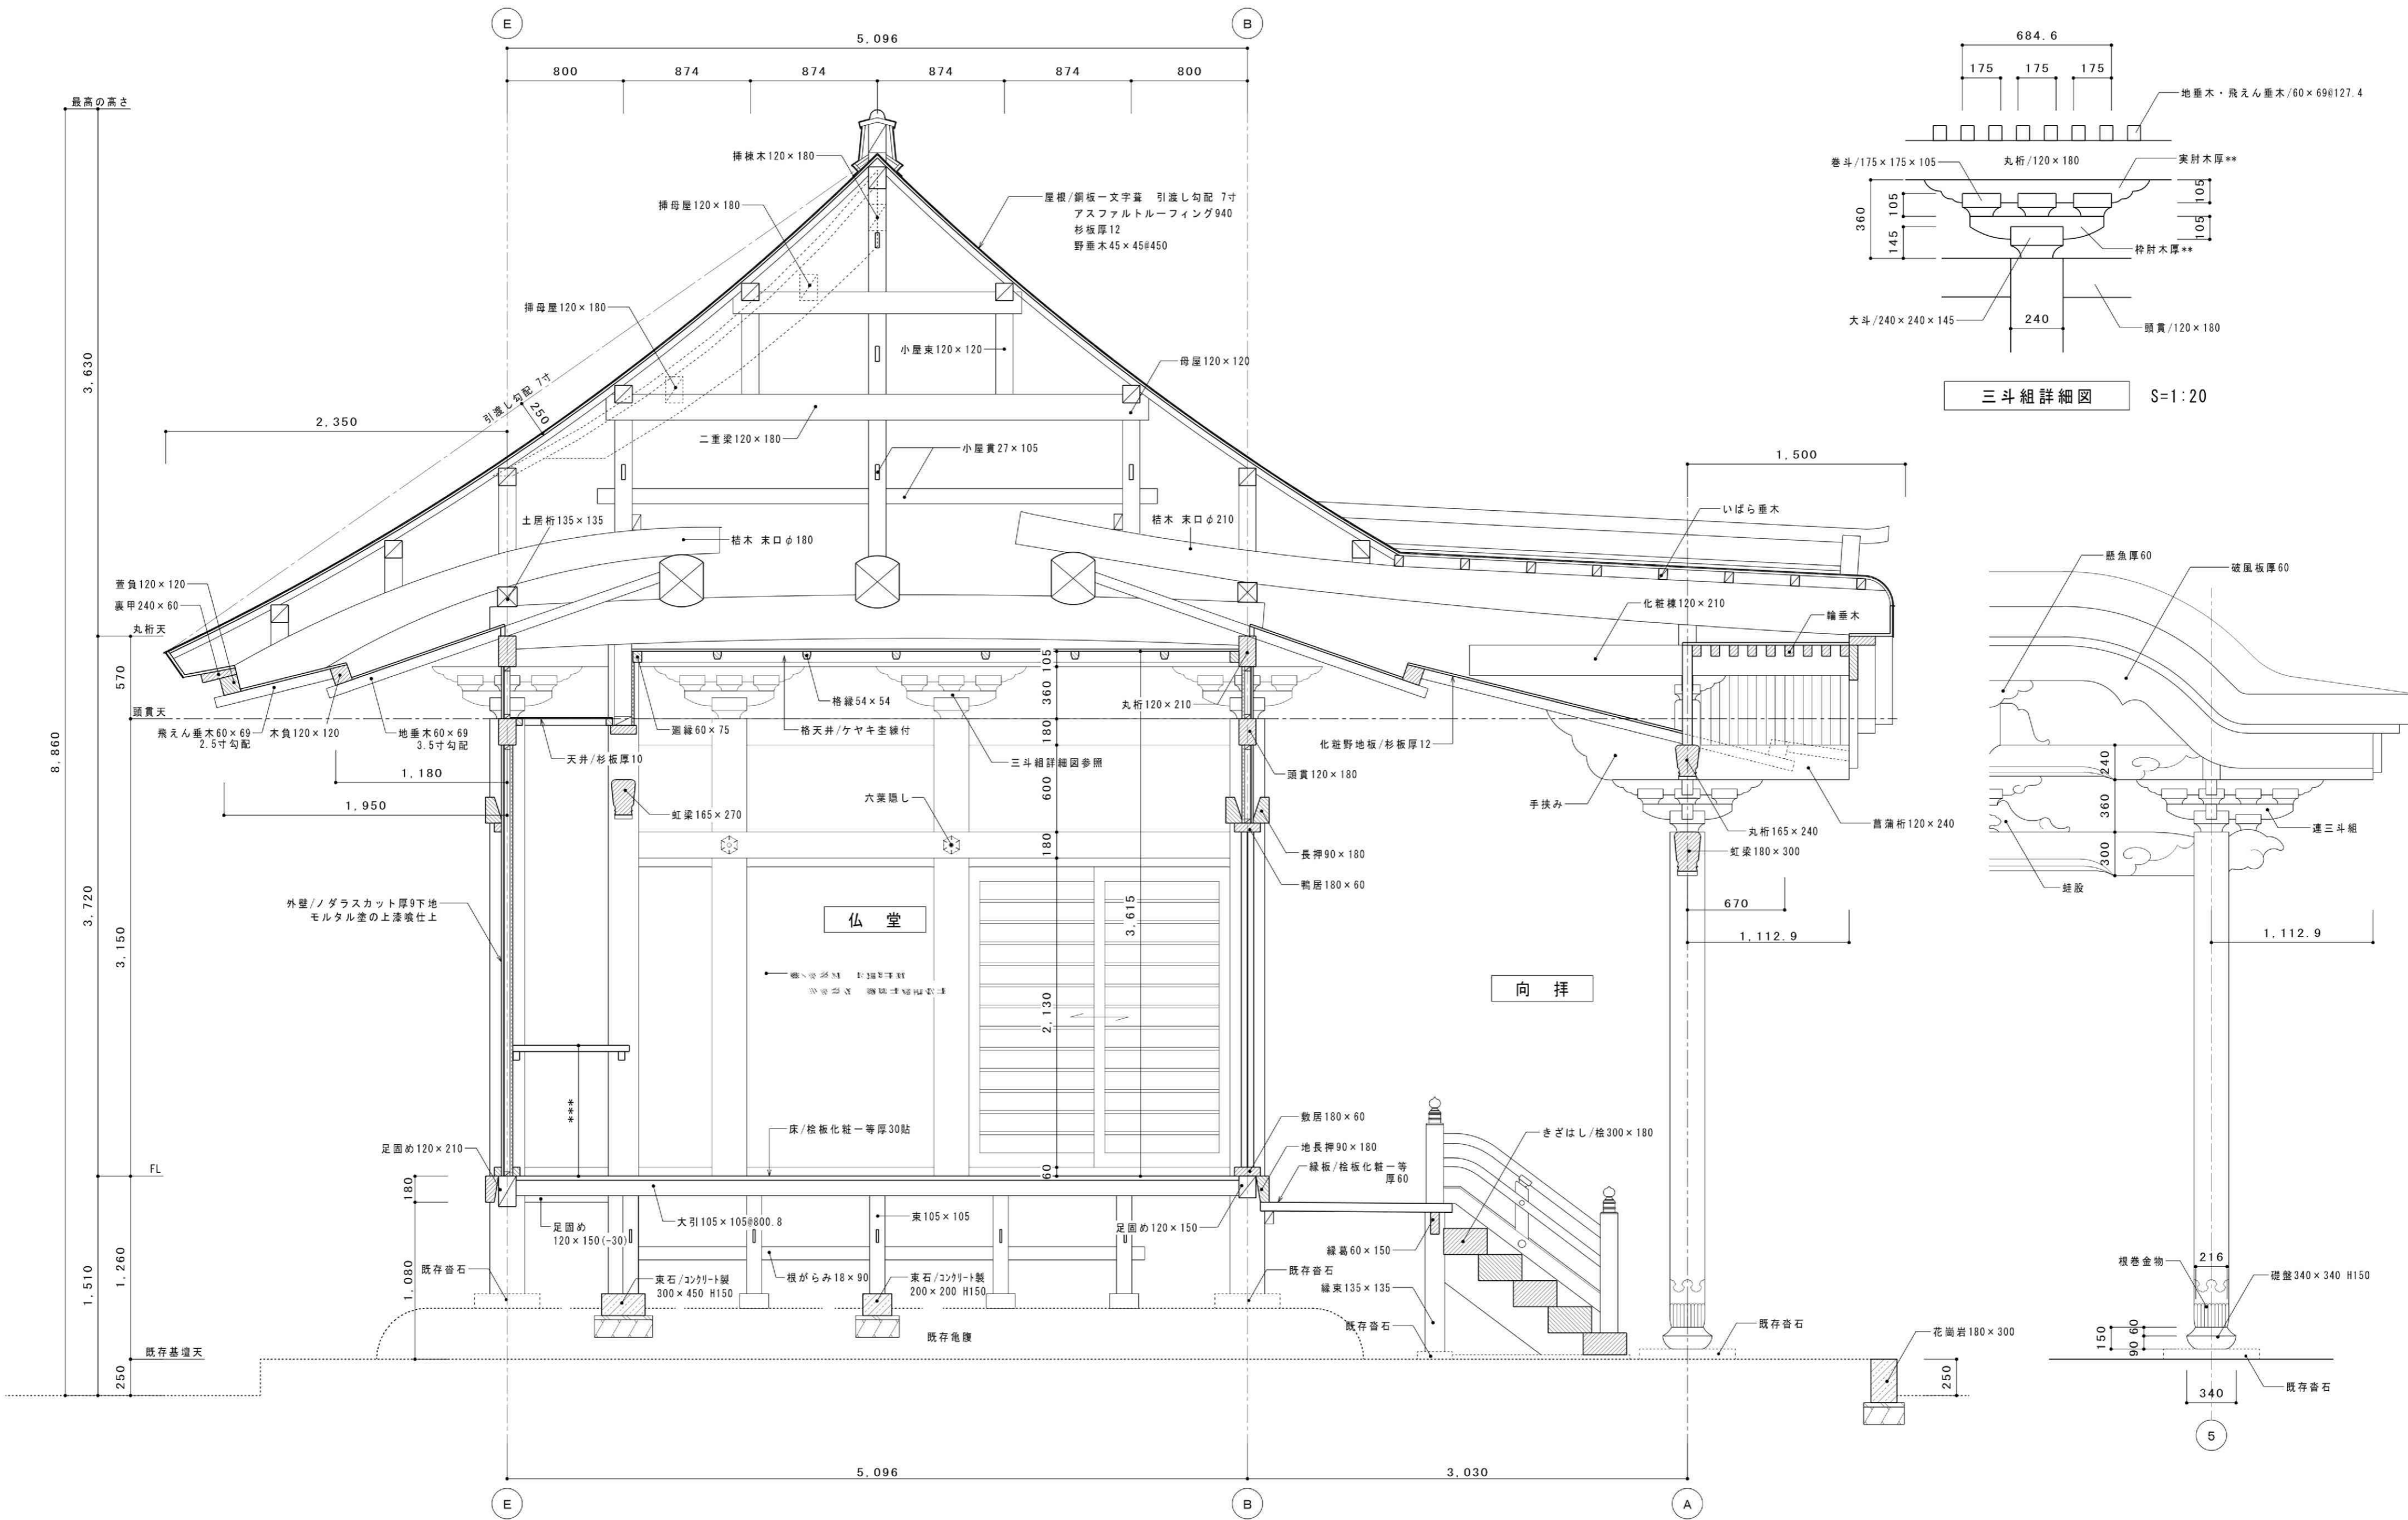 E
B
5,096
800
874
874
874
874
800
最高の高さ
挿棟木120×180
挿母屋120×180
挿母屋120×180
屋根/銅板一文字葺 引渡し勾配 7寸
アスファルトルーフィング940
杉板厚12
野垂木45×45@450
小屋束120×120
母屋120×120
引渡し勾配 7寸
250
2,350
二重梁120×180
小屋貫27×105
土居桁135×135
桔木 末口φ180
桔木 末口φ210
いばら垂木
1,500
3,630
8,860
萱負120×120
裏甲240×60
丸桁天
570
頭貫天
飛えん垂木60×69
2.5寸勾配
木負120×120
地垂木60×69
3.5寸勾配
1,180
1,950
天井/杉板厚10
虹梁165×270
廻縁60×75
格縁54×54
格天井/ケヤキ杢練付
三斗組詳細図参照
六葉隠し
105
360
180
600
180
2,130
60
3,615
丸桁120×210
頭貫120×180
長押90×180
鴨居180×60
化粧野地板/杉板厚12
化粧棟120×210
輪垂木
手挟み
丸桁165×240
虹梁180×300
菖蒲桁120×240
670
1,112.9
外壁/ノダラスカット厚9下地
モルタル塗の上漆喰仕上
3,720
3,150
仏 堂
向 拝
***
床/桧板化粧一等厚30貼
足固め120×210
FL
敷居180×60
地長押90×180
縁板/桧板化粧一等
厚60
きざはし/桧300×180
180
1,080
1,260
1,510
250
足固め
120×150(-30)
大引105×105@800.8
束105×105
足固め120×150
縁葛60×150
縁束135×135
既存沓石
既存沓石
既存沓石
既存沓石
束石/コンクリート製
300×450 H150
根がらみ18×90
束石/コンクリート製
200×200 H150
既存亀腹
既存基壇天
花崗岩180×300
250
5,096
3,030
E
B
A
684.6
175
175
175
地垂木・飛えん垂木/60×69@127.4
巻斗/175×175×105
丸桁/120×180
実肘木厚**
360
105
145
105
105
枠肘木厚**
大斗/240×240×145
240
頭貫/120×180
三斗組詳細図
S=1:20
懸魚厚60
破風板厚60
240
360
300
連三斗組
蛙股
1,112.9
根巻金物
216
礎盤340×340 H150
150
60
90
既存沓石
340
5